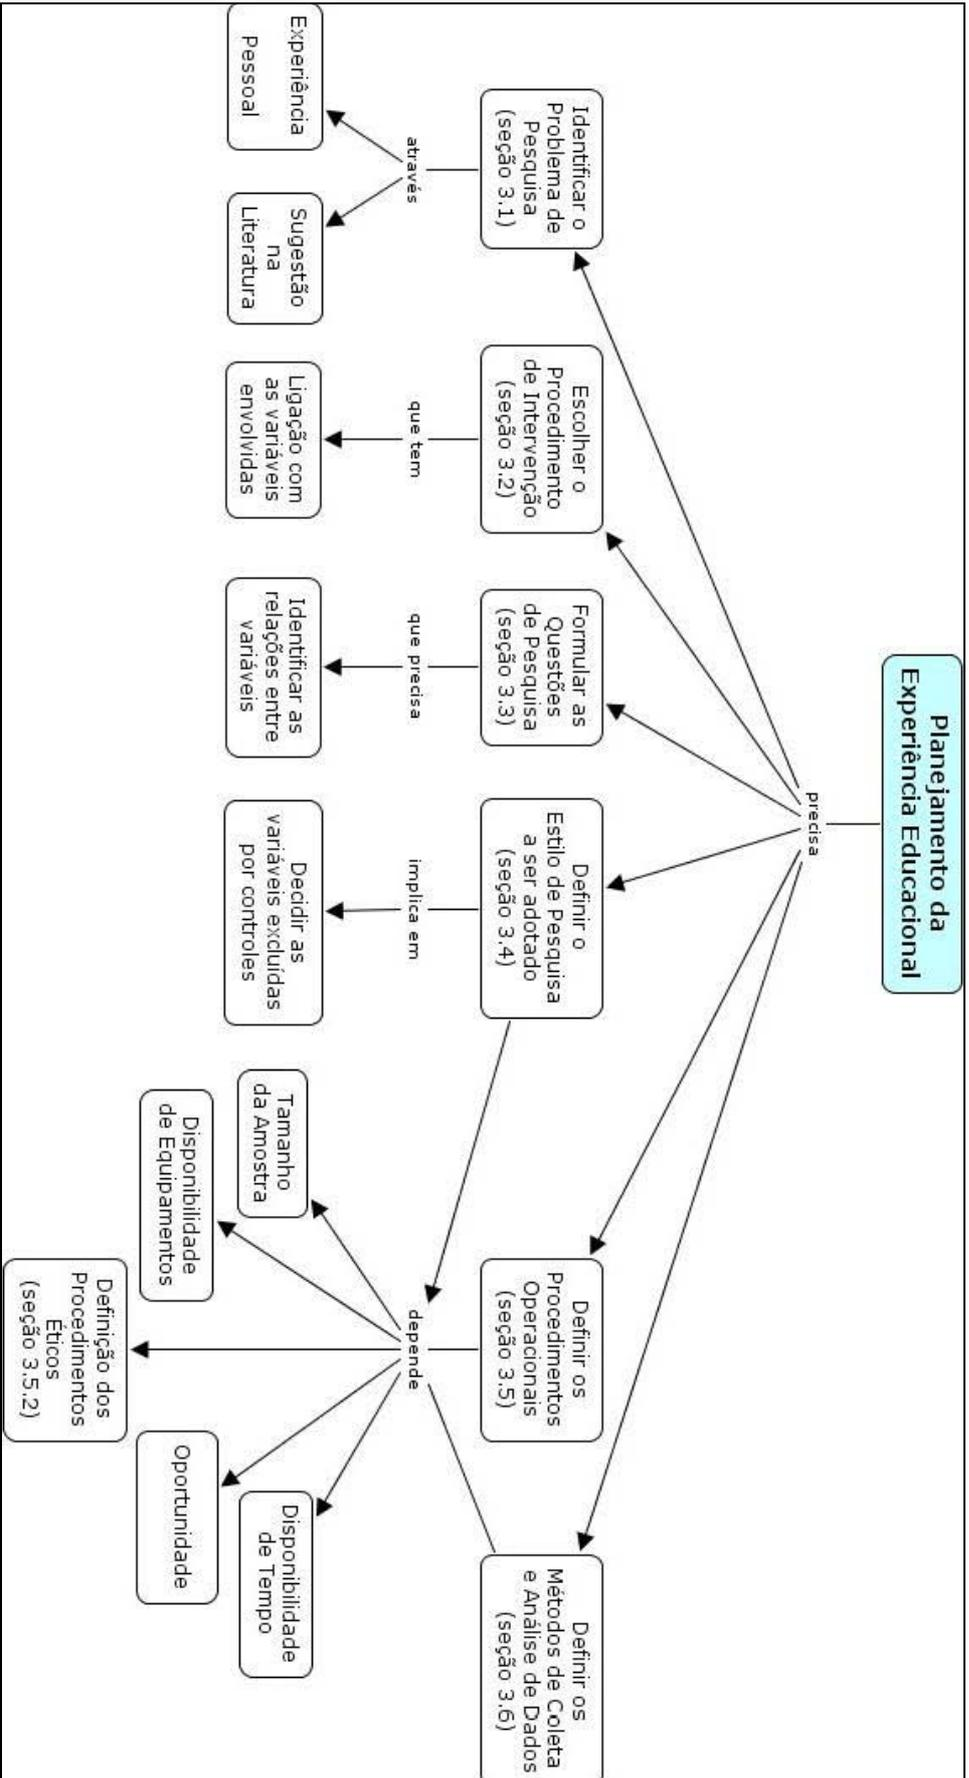 Planejamento da
Experiência Educacional
precisa
Identificar o
Problema de
Pesquisa
(seção 3.1)
Escolher o
Procedimento
de Intervenção
(seção 3.2)
Formular as
Questões
de Pesquisa
(seção 3.3)
Definir o
Estilo de Pesquisa
a ser adotado
(seção 3.4)
Definir os
Procedimentos
Operacionais
(seção 3.5)
Definir os
Métodos de Coleta
e Análise de Dados
(seção 3.6)
através
que tem
que precisa
implica em
depende
Experiência
Pessoal
Sugestão
na
Literatura
Ligação com
as variáveis
envolvidas
Identificar as
relações entre
variáveis
Decidir as
variáveis excluídas
por controles
Tamanho
da Amostra
Disponibilidade
de Equipamentos
Definição dos
Procedimentos
Éticos
(seção 3.5.2)
Oportunidade
Disponibilidade
de Tempo